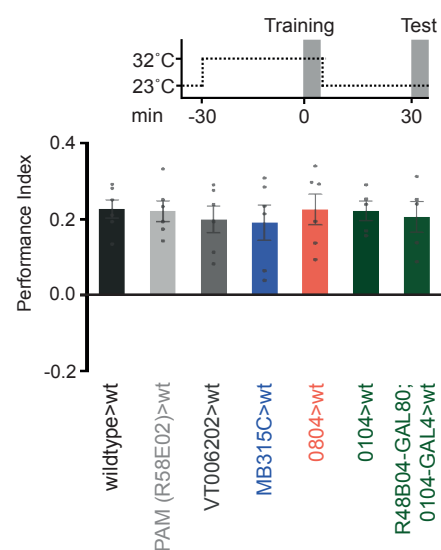 Training Test
32°C
23°C
min -30 0 30
Performance Index
0.4
0.2
0.0
-0.2
wildtype>wt
PAM (R58E02)>wt
VT006202>wt
MB315C>wt
0804>wt
0104>wt
R48B04-GAL80;
0104-GAL4>wt